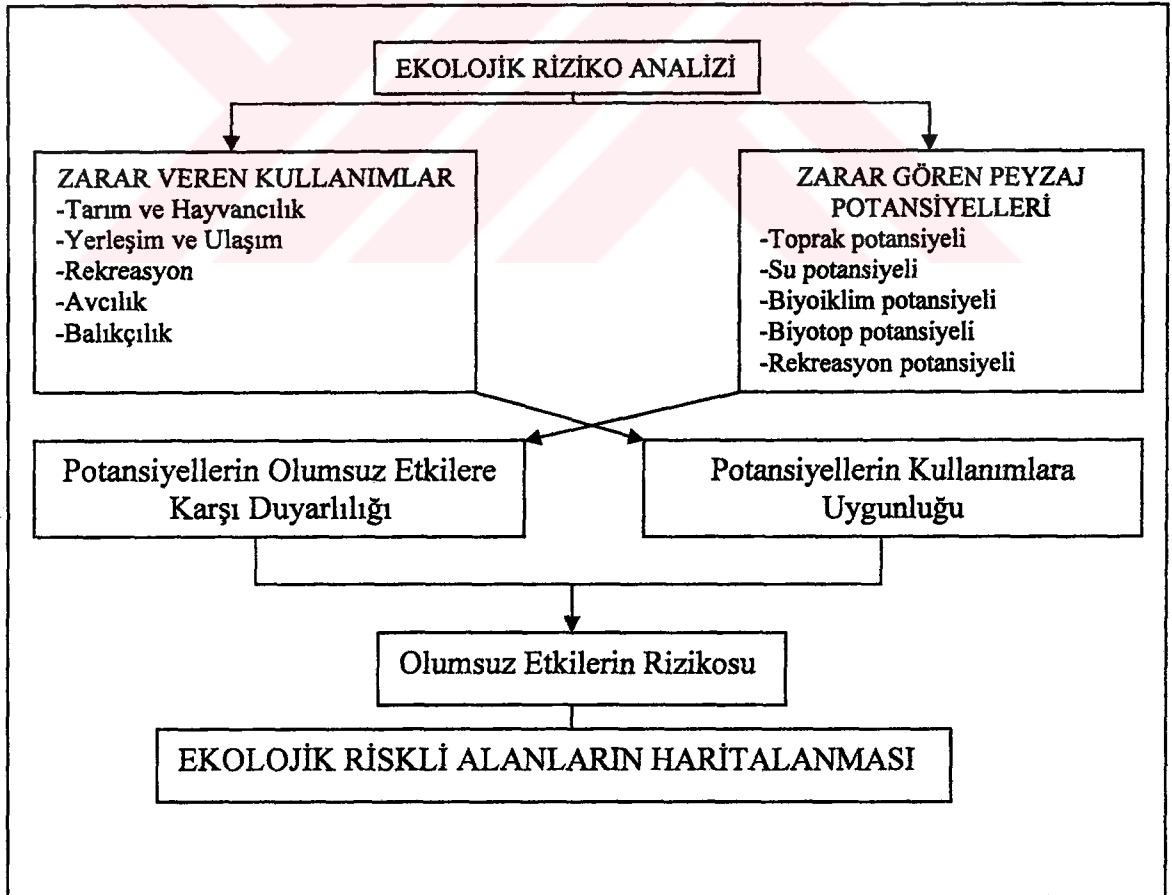 EKOLOJİK RİZİKO ANALİZİ
ZARAR VEREN KULLANIMLAR
-Tarım ve Hayvancılık
-Yerleşim ve Ulaşım
-Rekreasyon
-Avcılık
-Balıkçılık
ZARAR GÖREN PEYZAJ
POTANSİYELLERİ
-Toprak potansiyeli
-Su potansiyeli
-Biyoiklim potansiyeli
-Biyotop potansiyeli
-Rekreasyon potansiyeli
Potansiyellerin Olumsuz Etkilere
Karşı Duyarlılığı
Potansiyellerin Kullanımlara
Uygunluğu
Olumsuz Etkilerin Rizikosu
EKOLOJİK RİSKLİ ALANLARIN HARİTALANMASI